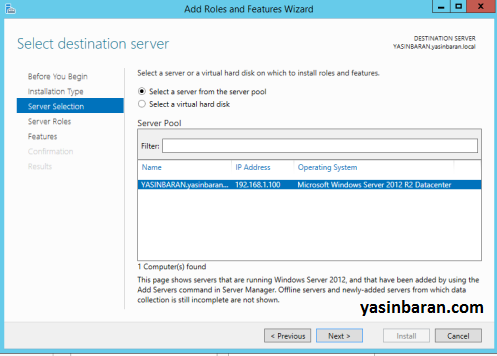 Add Roles and Features Wizard
Select destination server
DESTINATION SERVER
YASINBARAN.yasinbaran.local
Before You Begin
Installation Type
Server Selection
Server Roles
Features
Confirmation
Results
Select a server or a virtual hard disk on which to install roles and features.
Select a server from the server pool
Select a virtual hard disk
Server Pool
Filter:
Name IP Address Operating System
YASINBARAN.yasinbaran... 192.168.1.100 Microsoft Windows Server 2012 R2 Datacenter
1 Computer(s) found
This page shows servers that are running Windows Server 2012, and that have been added by using the
Add Servers command in Server Manager. Offline servers and newly-added servers from which data
collection is still incomplete are not shown.
yasinbaran.com
< Previous Next > Install Cancel